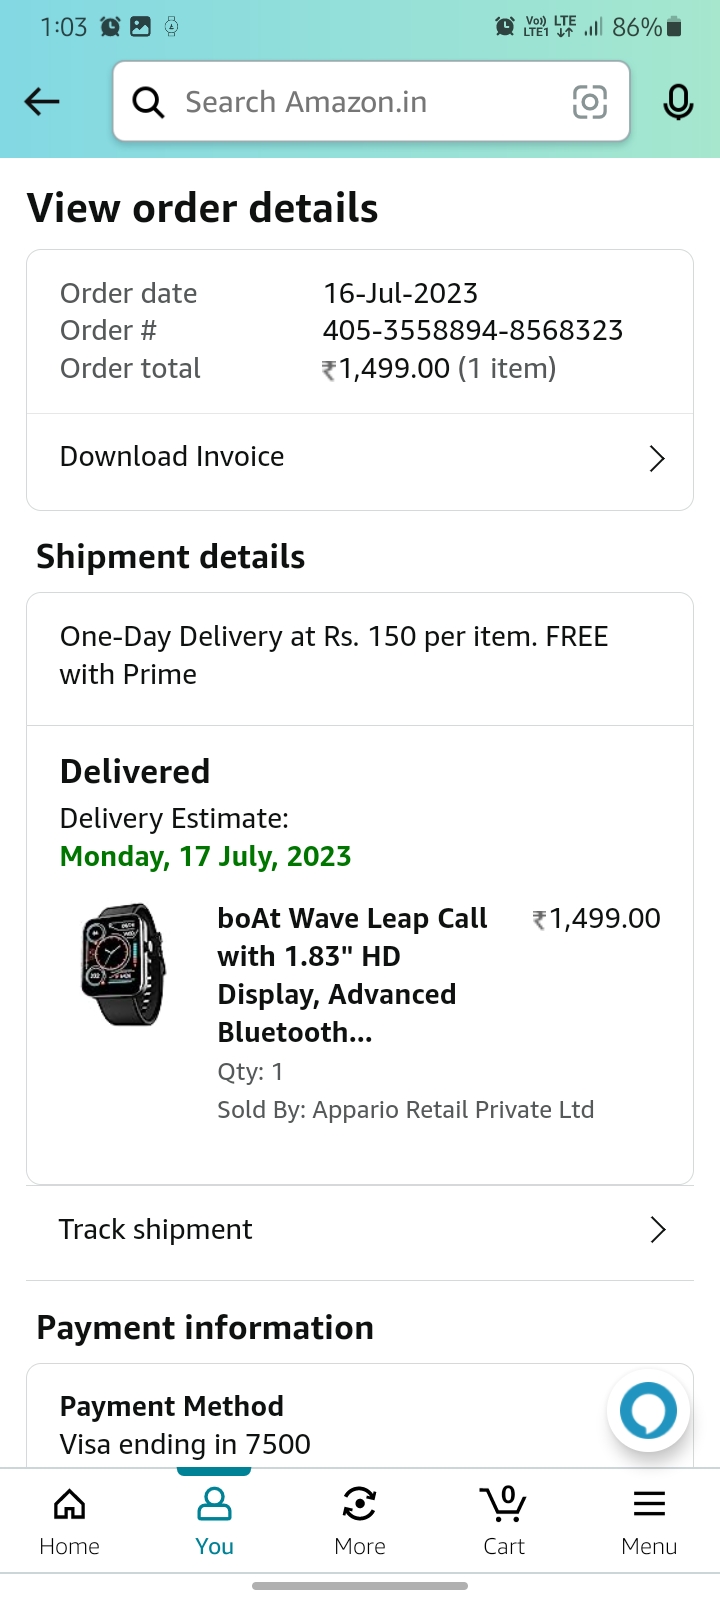 1:03
Vo)) LTE
LTE1
86%
Search Amazon.in
View order details
Order date 16-Jul-2023
Order # 405-3558894-8568323
Order total ₹1,499.00 (1 item)
Download Invoice
Shipment details
One-Day Delivery at Rs. 150 per item. FREE
with Prime
Delivered
Delivery Estimate:
Monday, 17 July, 2023
boAt Wave Leap Call ₹1,499.00
with 1.83" HD
Display, Advanced
Bluetooth...
Qty: 1
Sold By: Appario Retail Private Ltd
Track shipment
Payment information
Payment Method
Visa ending in 7500
0
Home You More Cart Menu